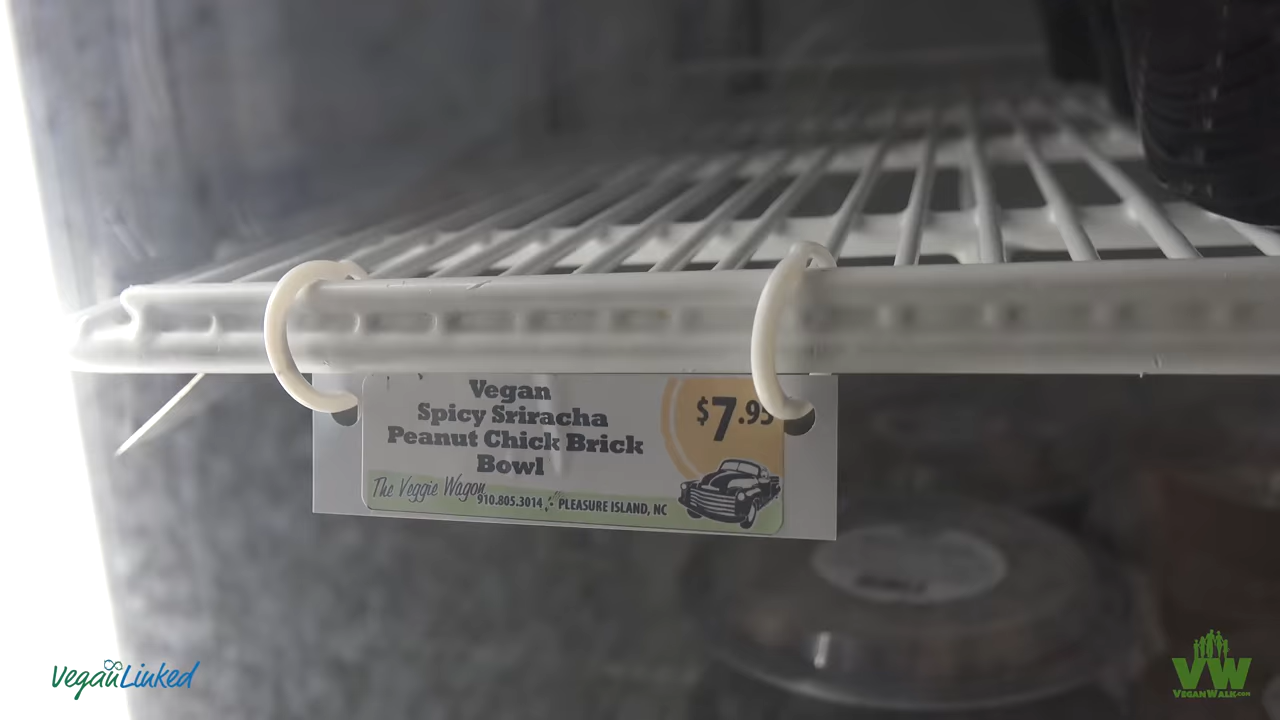 Vegan
Spicy Sriracha
Peanut Chick Brick
Bowl
$7.95
The Veggie Wagon
910.805.3014 PLEASURE ISLAND, NC
VeganLinked
VW
VEGANWALK.COM